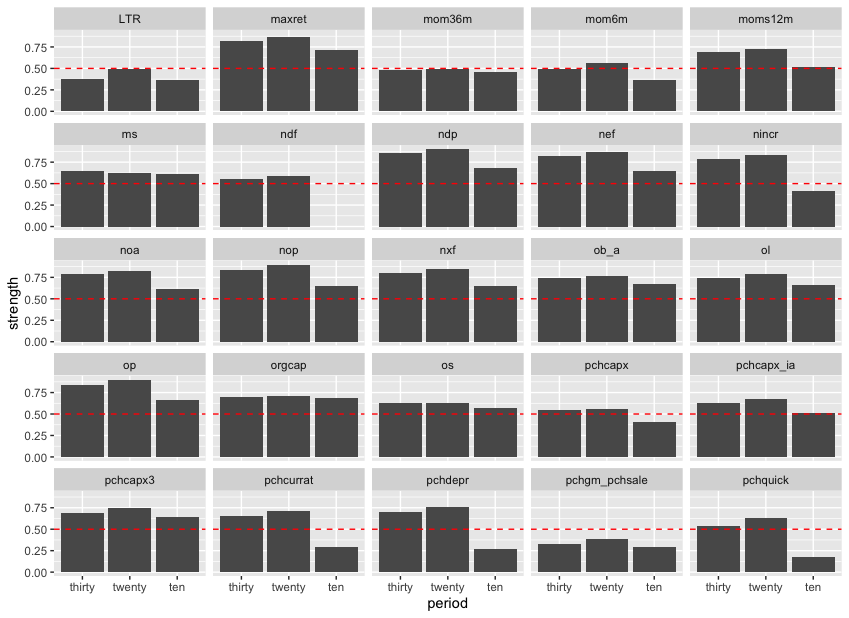 LTR maxret mom36m mom6m moms12m
0.75
0.50
0.25
0.00
ms ndf ndp nef nincr
0.75
0.50
0.25
0.00
noa nop nxf ob_a ol
0.75
0.50
0.25
0.00
strength
op orgcap os pchcapx pchcapx_ia
0.75
0.50
0.25
0.00
pchcapx3 pchcurrat pchdepr pchgm_pchsale pchquick
0.75
0.50
0.25
0.00
thirty twenty ten thirty twenty ten thirty twenty ten thirty twenty ten thirty twenty ten
period